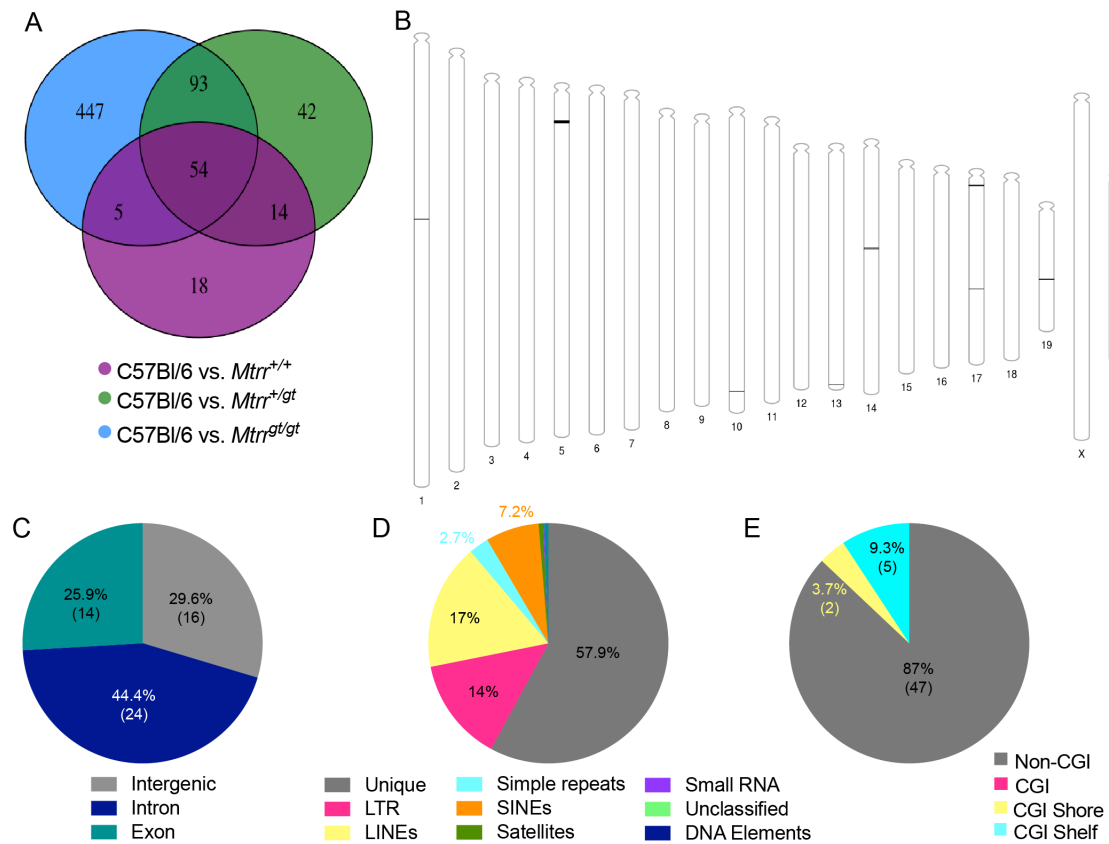 A
447
93
42
54
5
14
18
C57Bl/6 vs. Mtrr+/+
C57Bl/6 vs. Mtrr+/gt
C57Bl/6 vs. Mtrrgt/gt
B
1
2
3
4
5
6
7
8
9
10
11
12
13
14
15
16
17
18
19
X
C
25.9%
(14)
29.6%
(16)
44.4%
(24)
Intergenic
Intron
Exon
D
7.2%
2.7%
17%
14%
57.9%
Unique
LTR
LINEs
Simple repeats
SINEs
Satellites
Small RNA
Unclassified
DNA Elements
E
9.3%
(5)
3.7%
(2)
87%
(47)
Non-CGI
CGI
CGI Shore
CGI Shelf